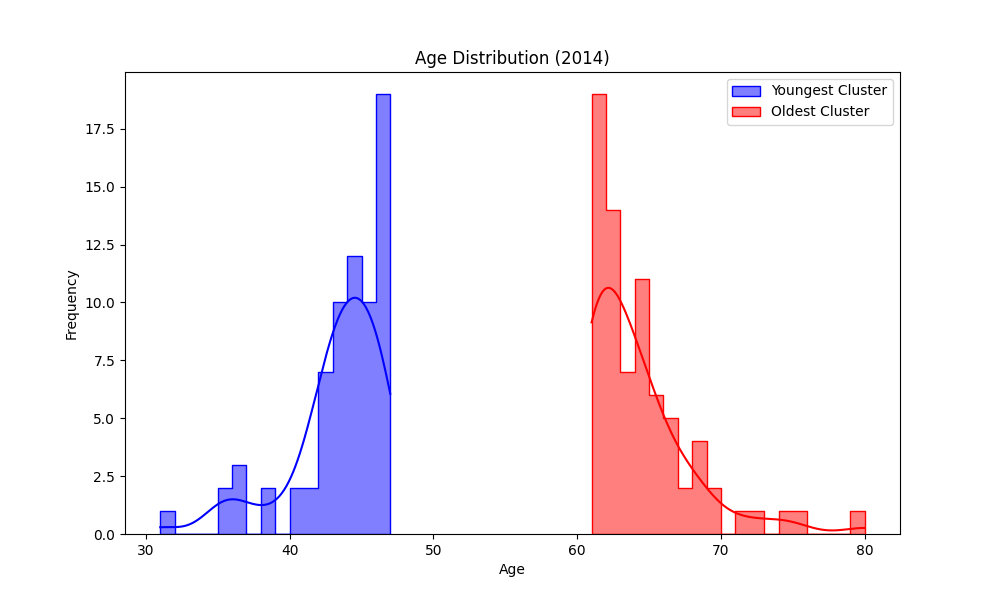 Age Distribution (2014)
Youngest Cluster
Oldest Cluster
Frequency
17.5
15.0
12.5
10.0
7.5
5.0
2.5
0.0
30 40 50 60 70 80
Age